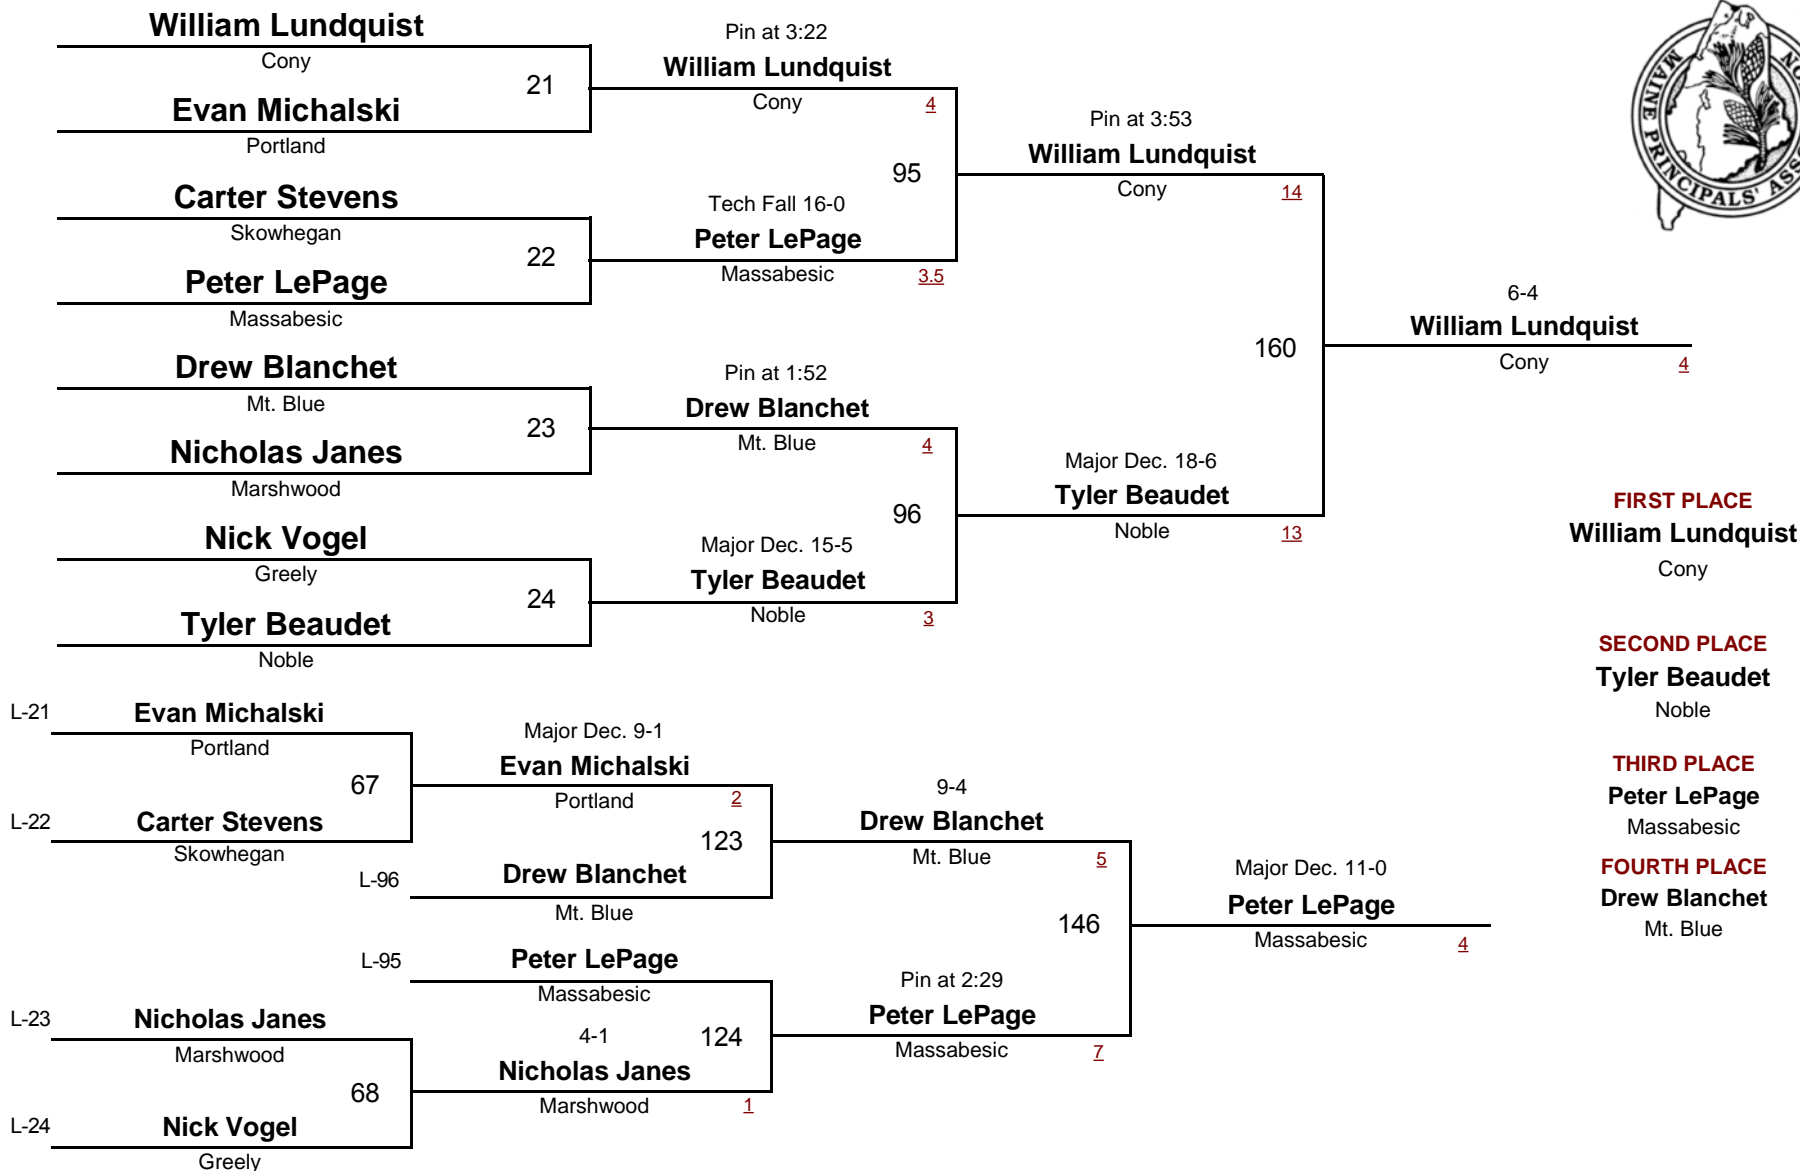 William Lundquist
Cony
21
Evan Michalski
Portland
Carter Stevens
Skowhegan
22
Peter LePage
Massabesic
Drew Blanchet
Mt. Blue
23
Nicholas Janes
Marshwood
Nick Vogel
Greely
24
Tyler Beaudet
Noble
Pin at 3:22
William Lundquist
Cony
4
95
Tech Fall 16-0
Peter LePage
Massabesic
3.5
Pin at 1:52
Drew Blanchet
Mt. Blue
4
96
Major Dec. 15-5
Tyler Beaudet
Noble
3
Pin at 3:53
William Lundquist
Cony
14
160
Major Dec. 18-6
Tyler Beaudet
Noble
13
6-4
William Lundquist
Cony
4
MAINE PRINCIPALS'
FIRST PLACE
William Lundquist
Cony
SECOND PLACE
Tyler Beaudet
Noble
THIRD PLACE
Peter LePage
Massabesic
FOURTH PLACE
Drew Blanchet
Mt. Blue
L-21
Evan Michalski
Portland
67
L-22
Carter Stevens
Skowhegan
Major Dec. 9-1
Evan Michalski
Portland
2
123
L-96
Drew Blanchet
Mt. Blue
L-95
Peter LePage
Massabesic
124
4-1
Nicholas Janes
Marshwood
1
L-23
Nicholas Janes
Marshwood
68
L-24
Nick Vogel
Greely
9-4
Drew Blanchet
Mt. Blue
5
146
Pin at 2:29
Peter LePage
Massabesic
7
Major Dec. 11-0
Peter LePage
Massabesic
4